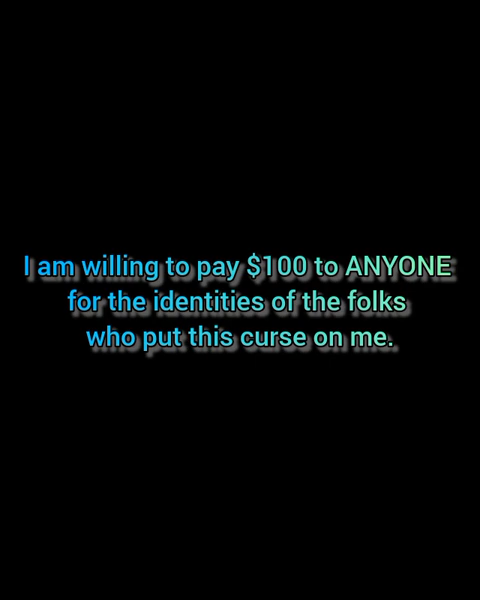 I am willing to pay $100 to ANYONE
for the identities of the folks
who put this curse on me.